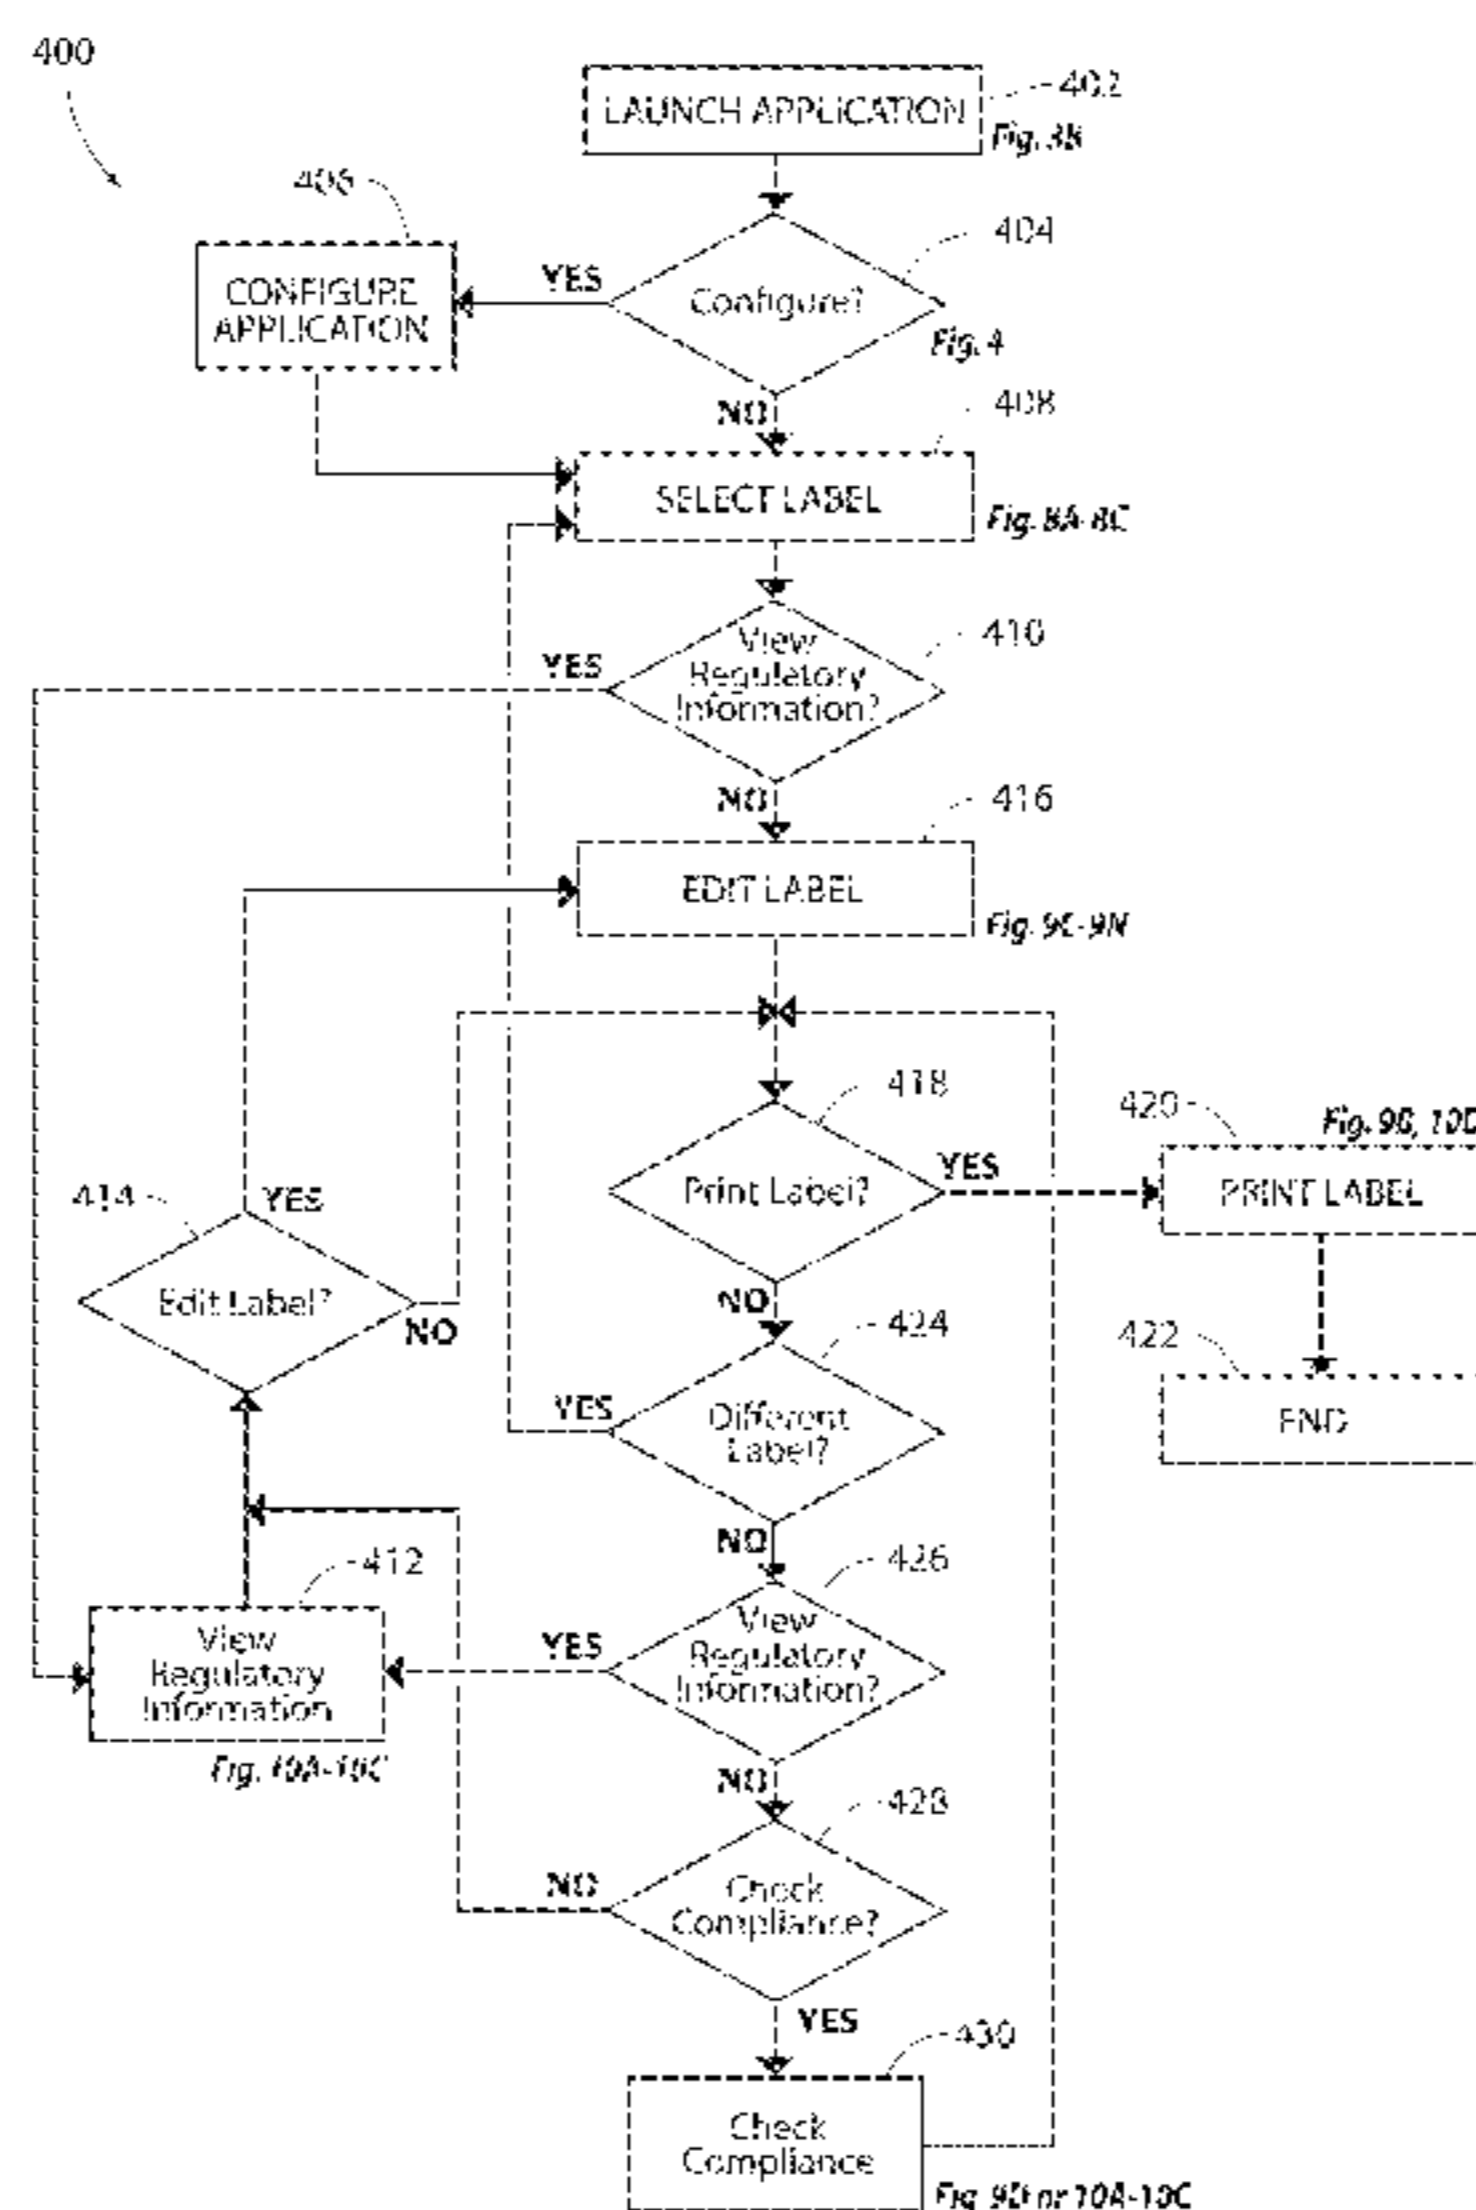 400
LAUNCH APPLICATION
402
Fig. 3B
406
404
CONFIGURE
APPLICATION
YES
Configure?
Fig. 4
NO
408
SELECT LABEL
Fig. 8A-8C
410
YES
View
Regulatory
Information?
NO
416
EDIT LABEL
Fig. 9C-9N
418
420
Fig. 9B, 10D
414
YES
Print Label?
YES
PRINT LABEL
Edit Label?
NO
NO
424
422
YES
Different
Label?
END
NO
426
412
View
Regulatory
Information
YES
View
Regulatory
Information?
Fig. 10A-10C
NO
428
NO
Check
Compliance?
YES
430
Check
Compliance
Fig. 9D or 10A-10C